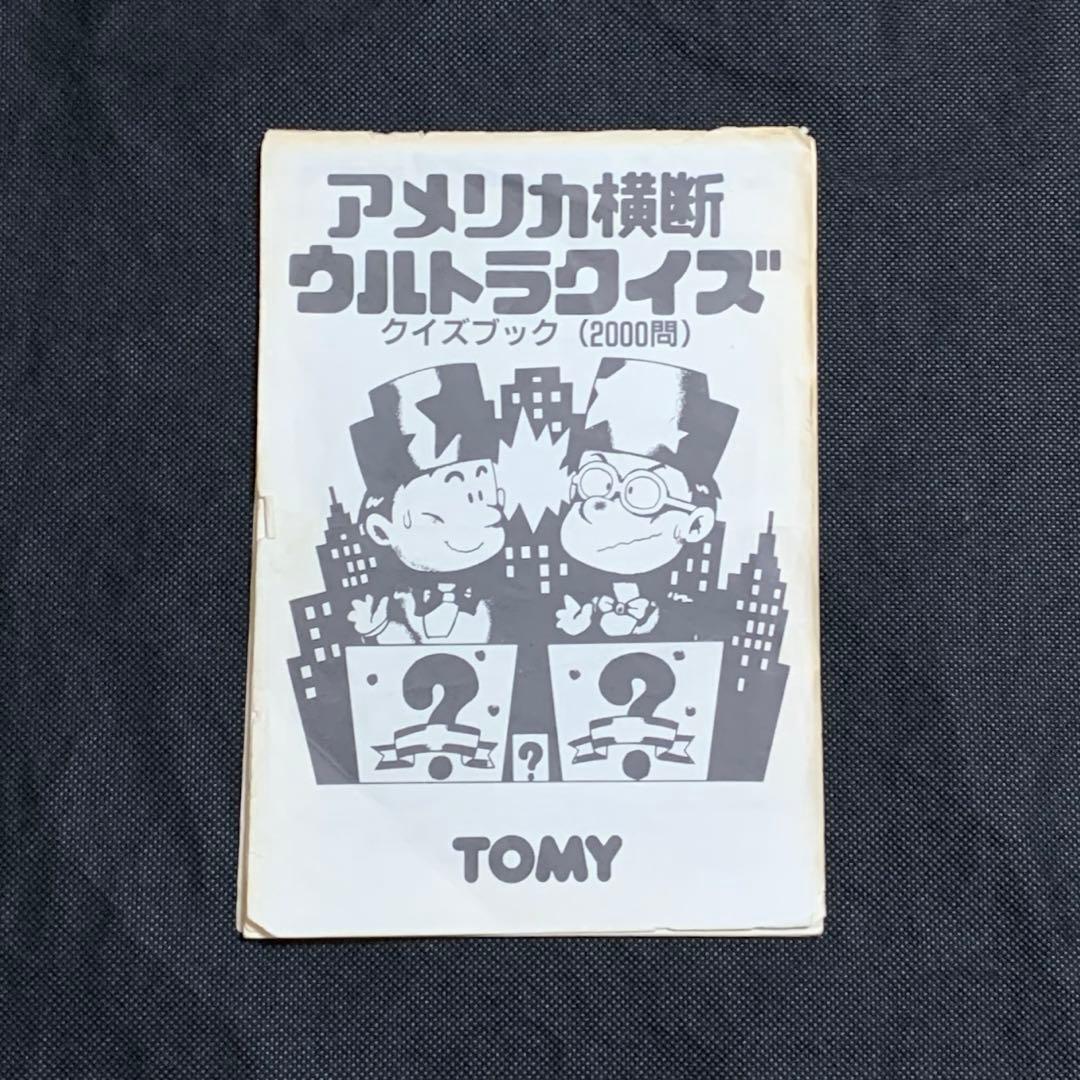 アメリカ横断
ウルトラクイズ
クイズブック（2000問）
? ?
?
TOMY